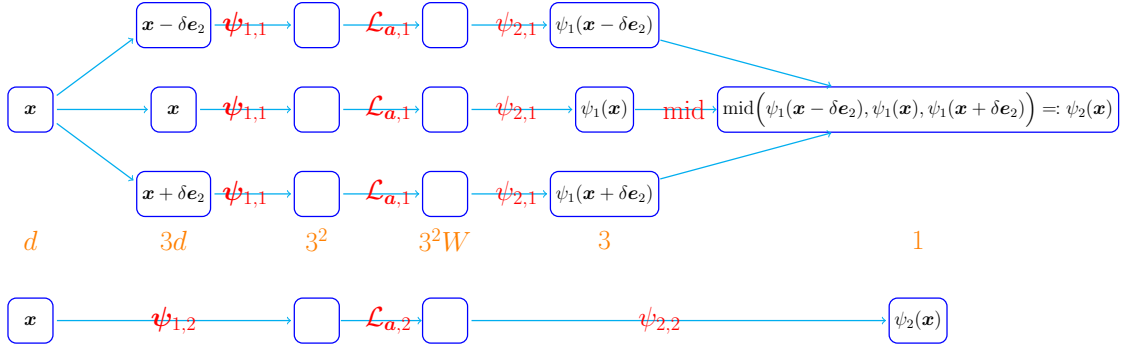 𝒙 − δ𝒆₂ 𝝍₁,₁ 𝓛ₐ,₁ ψ₂,₁ ψ₁(𝒙 − δ𝒆₂)
𝒙 𝒙 𝝍₁,₁ 𝓛ₐ,₁ ψ₂,₁ ψ₁(𝒙) mid mid(ψ₁(𝒙 − δ𝒆₂), ψ₁(𝒙), ψ₁(𝒙 + δ𝒆₂)) =: ψ₂(𝒙)
𝒙 + δ𝒆₂ 𝝍₁,₁ 𝓛ₐ,₁ ψ₂,₁ ψ₁(𝒙 + δ𝒆₂)
d 3d 3² 3²W 3 1
𝒙 𝝍₁,₂ 𝓛ₐ,₂ ψ₂,₂ ψ₂(𝒙)